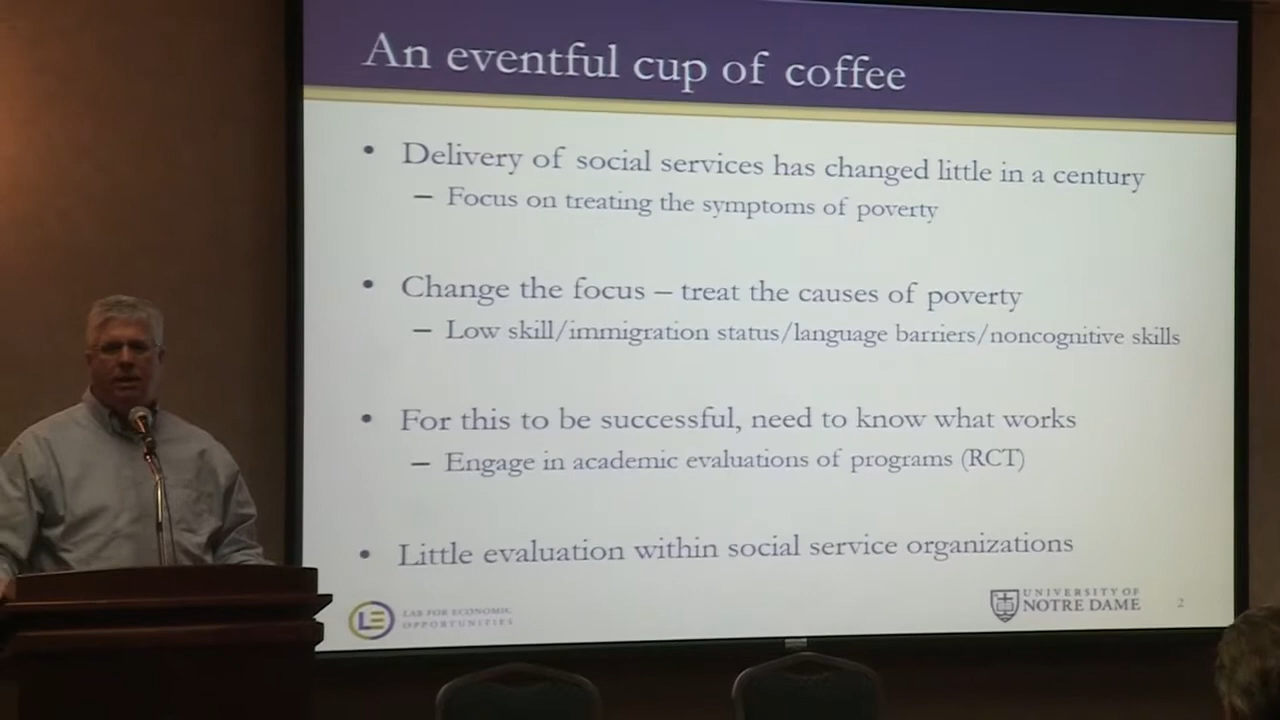 An eventful cup of coffee
• Delivery of social services has changed little in a century
– Focus on treating the symptoms of poverty
• Change the focus – treat the causes of poverty
– Low skill/immigration status/language barriers/noncognitive skills
• For this to be successful, need to know what works
– Engage in academic evaluations of programs (RCT)
• Little evaluation within social service organizations
LE
LAB FOR ECONOMIC
OPPORTUNITIES
UNIVERSITY OF
NOTRE DAME
2